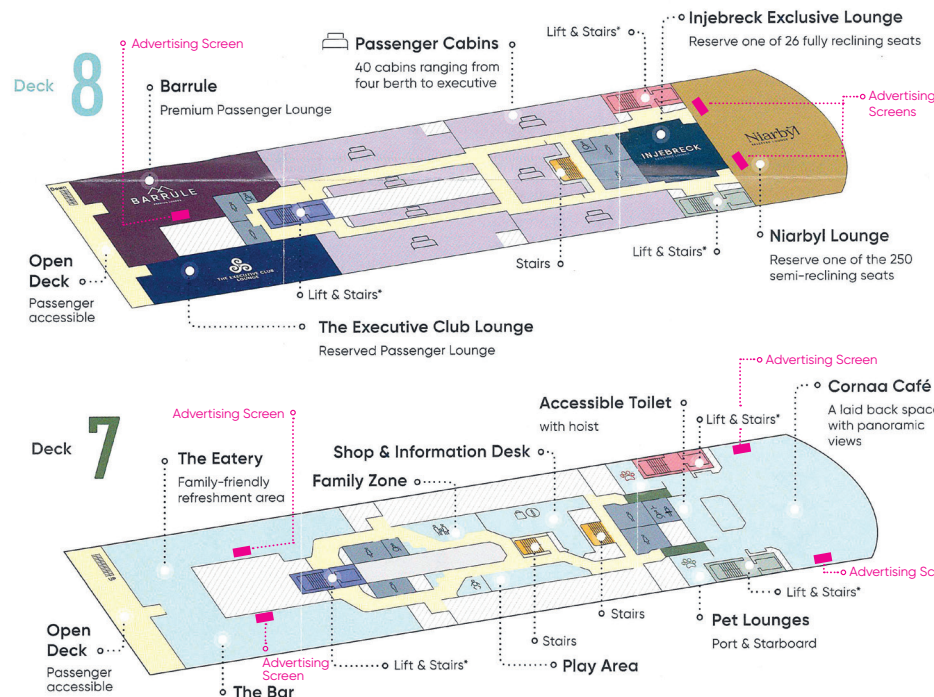 Deck 8
Advertising Screen
Barrule
Premium Passenger Lounge
Passenger Cabins
40 cabins ranging from
four berth to executive
Lift & Stairs*
Injebreck Exclusive Lounge
Reserve one of 26 fully reclining seats
Advertising
Screens
Down
BARRULE
INJEBRECK
Niarbyl
THE EXECUTIVE CLUB
LOUNGE
Open
Deck
Passenger
accessible
Lift & Stairs*
The Executive Club Lounge
Reserved Passenger Lounge
Stairs
Lift & Stairs*
Niarbyl Lounge
Reserve one of the 250
semi-reclining seats
Deck 7
Advertising Screen
The Eatery
Family-friendly
refreshment area
Shop & Information Desk
Family Zone
Accessible Toilet
with hoist
Advertising Screen
Lift & Stairs*
Cornaa Café
A laid back space
with panoramic
views
Advertising Sc
Lift & Stairs*
Pet Lounges
Port & Starboard
Stairs
Stairs
Play Area
Open
Deck
Passenger
accessible
Advertising
Screen
Lift & Stairs*
The Bar